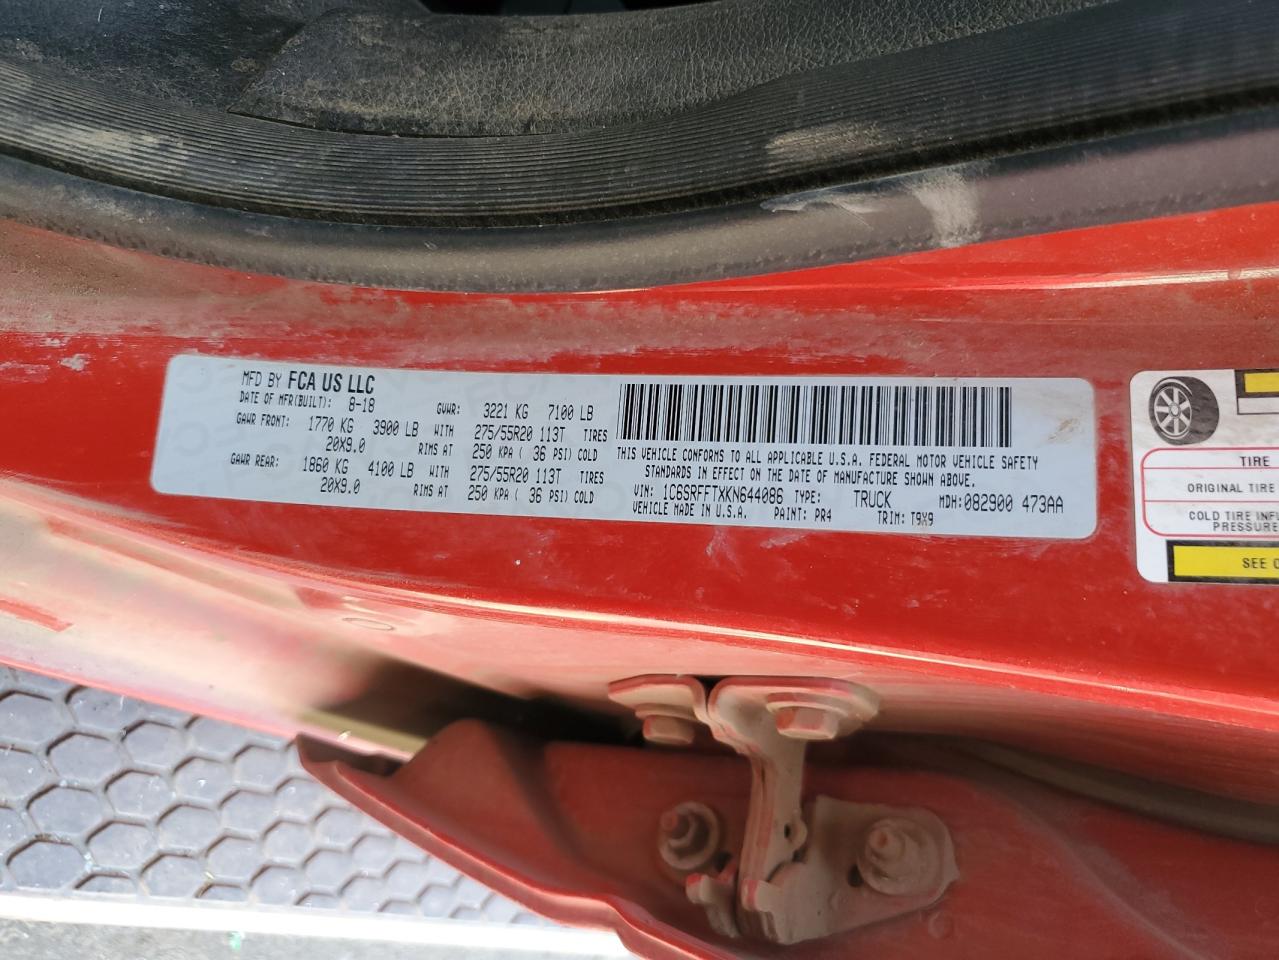 MFD BY FCA US LLC
DATE OF MFR(BUILT): 8-18 GVWR: 3221 KG 7100 LB
GAWR FRONT: 1770 KG 3900 LB WITH 275/55R20 113T TIRES
20X9.0 RIMS AT 250 KPA ( 36 PSI) COLD
GAWR REAR: 1860 KG 4100 LB WITH 275/55R20 113T TIRES
20X9.0 RIMS AT 250 KPA ( 36 PSI) COLD
THIS VEHICLE CONFORMS TO ALL APPLICABLE U.S.A. FEDERAL MOTOR VEHICLE SAFETY
STANDARDS IN EFFECT ON THE DATE OF MANUFACTURE SHOWN ABOVE.
VIN: 1C6SRFFTXKN644086 TYPE: TRUCK MDH:082900 473AA
VEHICLE MADE IN U.S.A. PAINT: PR4 TRIM: T9X9
TIRE
ORIGINAL TIRE
COLD TIRE INFL
PRESSURE
SEE